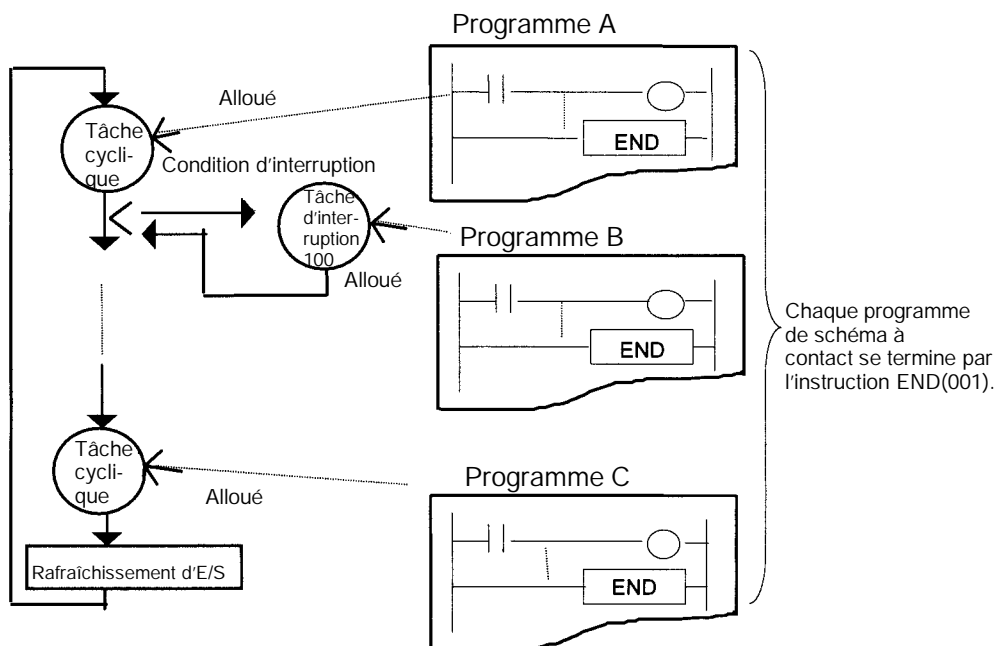 Programme A
Alloué
Tâche
cycli-
que
END
Condition d'interruption
Tâche
d'inter-
ruption
100
Alloué
Programme B
END
Chaque programme
de schéma à
contact se termine par
l'instruction END(001).
Tâche
cycli-
que
Alloué
Programme C
END
Rafraîchissement d'E/S